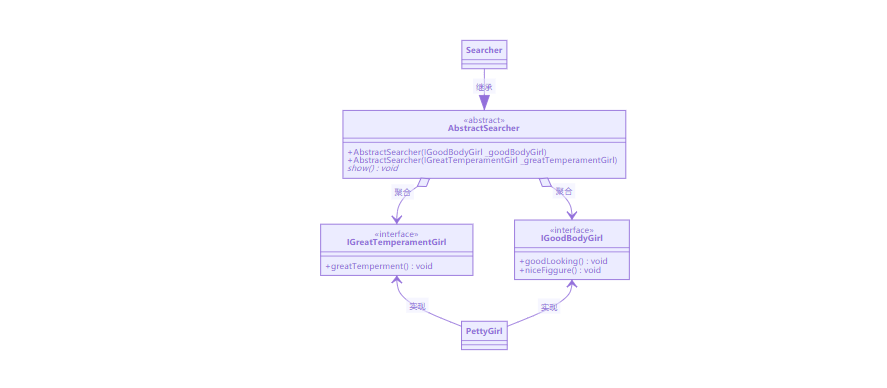 Searcher
继承
«abstract»
AbstractSearcher
+AbstractSearcher(IGoodBodyGirl _goodBodyGirl)
+AbstractSearcher(IGreatTemperamentGirl _greatTemperamentGirl)
show() : void
聚合
聚合
«interface»
IGreatTemperamentGirl
+greatTemperment() : void
«interface»
IGoodBodyGirl
+goodLooking() : void
+niceFiggure() : void
实现
实现
PettyGirl